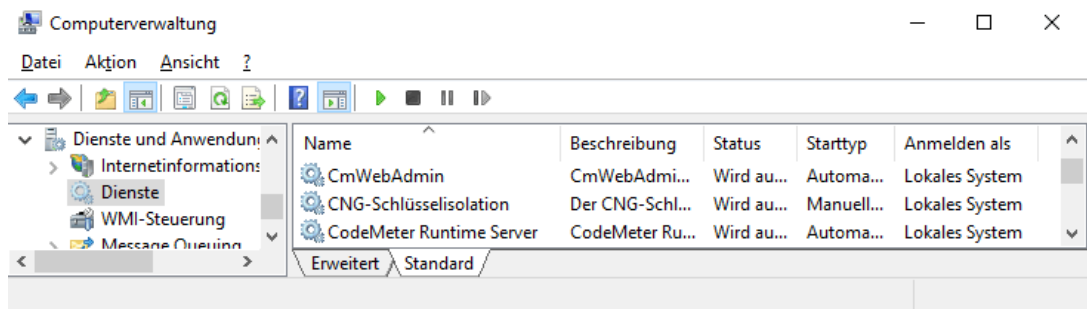 Computerverwaltung
Datei Aktion Ansicht ?
Dienste und Anwendun
Internetinformations
Dienste
WMI-Steuerung
Message Queuing
Name Beschreibung Status Starttyp Anmelden als
CmWebAdmin CmWebAdmi... Wird au... Automa... Lokales System
CNG-Schlüsselisolation Der CNG-Schl... Wird au... Manuell... Lokales System
CodeMeter Runtime Server CodeMeter Ru... Wird au... Automa... Lokales System
Erweitert Standard